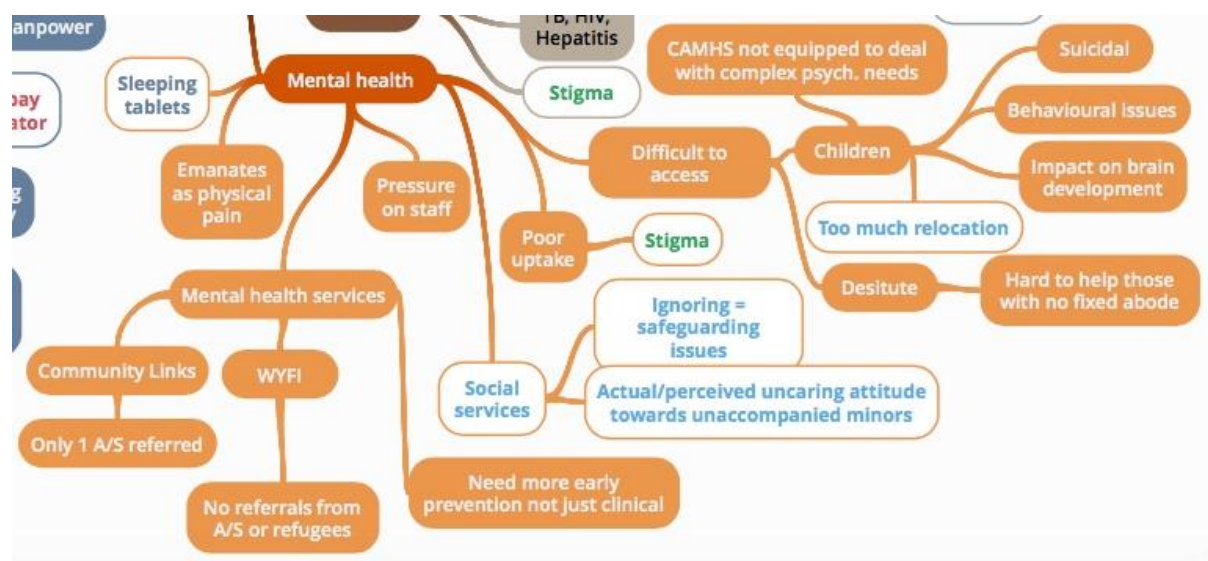 anpower
TB, HIV,
Hepatitis
CAMHS not equipped to deal
with complex psych. needs
Suicidal
Sleeping
tablets
Mental health
Stigma
pay
ator
Behavioural issues
Emanates
as physical
pain
Pressure
on staff
Difficult to
access
Children
Impact on brain
development
g
Poor
uptake
Stigma
Too much relocation
Mental health services
Desitute
Hard to help those
with no fixed abode
Ignoring =
safeguarding
issues
Community Links
WYFI
Social
services
Actual/perceived uncaring attitude
towards unaccompanied minors
Only 1 A/S referred
Need more early
prevention not just clinical
No referrals from
A/S or refugees